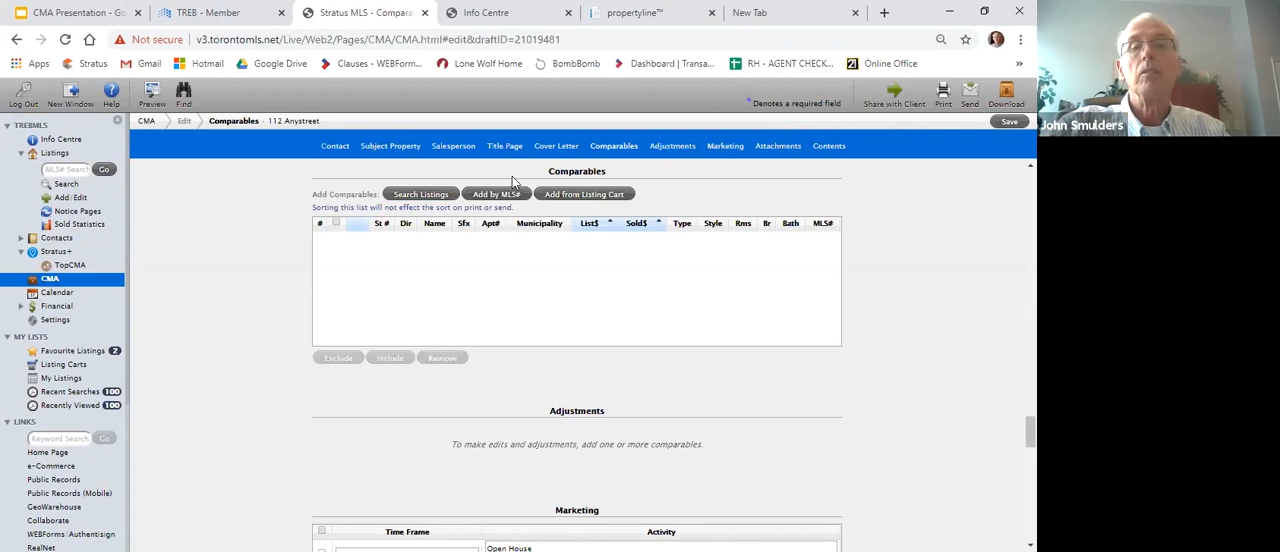 CMA Presentation - Go
TREB - Member
Stratus MLS - Compara
Info Centre
propertyline™
New Tab
Not secure
v3.torontomls.net/Live/Web2/Pages/CMA/CMA.html#edit&draftID=21019481
Apps
Stratus
Gmail
Hotmail
Google Drive
Clauses - WEBForm...
Lone Wolf Home
BombBomb
Dashboard | Transa...
RH - AGENT CHECK...
Online Office
Log Out
New Window
Help
Preview
Find
* Denotes a required field
Share with Client
Print
Send
Download
CMA
Edit
Comparables - 112 Anystreet
Save
Contact
Subject Property
Salesperson
Title Page
Cover Letter
Comparables
Adjustments
Marketing
Attachments
Contents
TREBMLS
Info Centre
Listings
MLS# Search
Go
Search
Add/Edit
Notice Pages
Sold Statistics
Contacts
Stratus+
TopCMA
CMA
Calendar
Financial
Settings
MY LISTS
Favourite Listings 2
Listing Carts
My Listings
Recent Searches 100
Recently Viewed 100
LINKS
Keyword Search
Go
Home Page
e-Commerce
Public Records
Public Records (Mobile)
GeoWarehouse
Collaborate
WEBForms/Authentisign
RealNet
Comparables
Add Comparables:
Search Listings
Add by MLS#
Add from Listing Cart
Sorting this list will not effect the sort on print or send.
# St # Dir Name Sfx Apt# Municipality List$ Sold$ Type Style Rms Br Bath MLS#
Exclude
Include
Remove
Adjustments
To make edits and adjustments, add one or more comparables.
Marketing
Time Frame
Activity
Open House
John Smulders